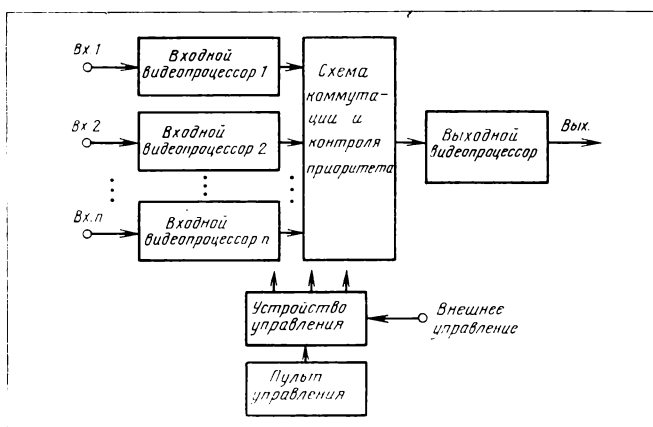 Вх 1
Входной
видеопроцессор 1
Вх 2
Входной
видеопроцессор 2
Вх. n
Входной
видеопроцессор n
Схема
коммута-
ции и
контроля
приоритета
Выходной
видеопроцессор
Вых.
Устройство
управления
Внешнее
управление
Пульт
управления